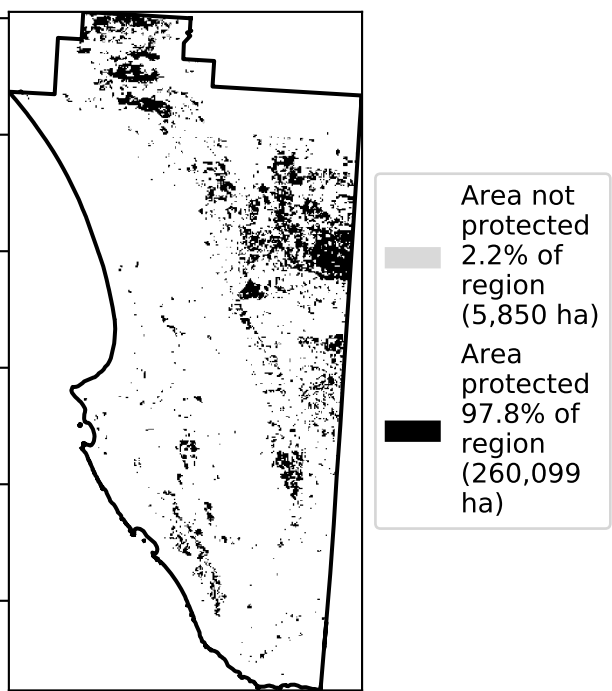 Area not
protected
2.2% of
region
(5,850 ha)
Area
protected
97.8% of
region
(260,099
ha)